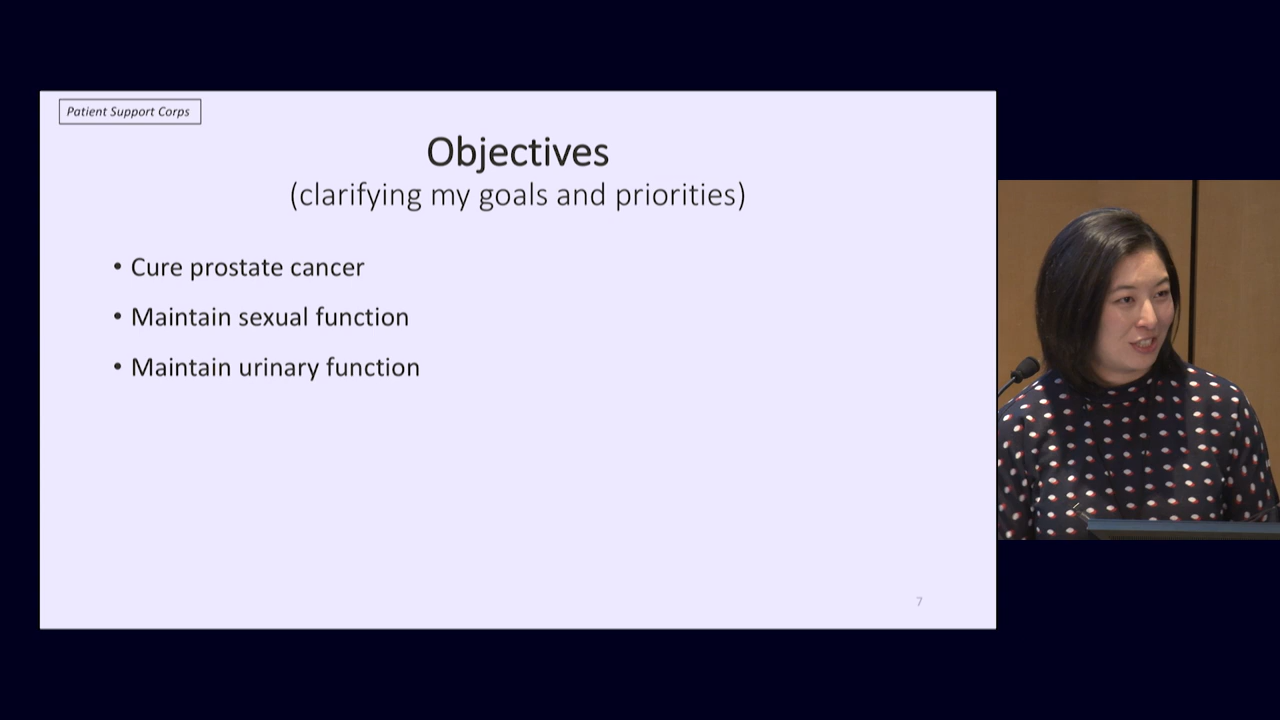 Patient Support Corps
Objectives
(clarifying my goals and priorities)
• Cure prostate cancer
• Maintain sexual function
• Maintain urinary function
7